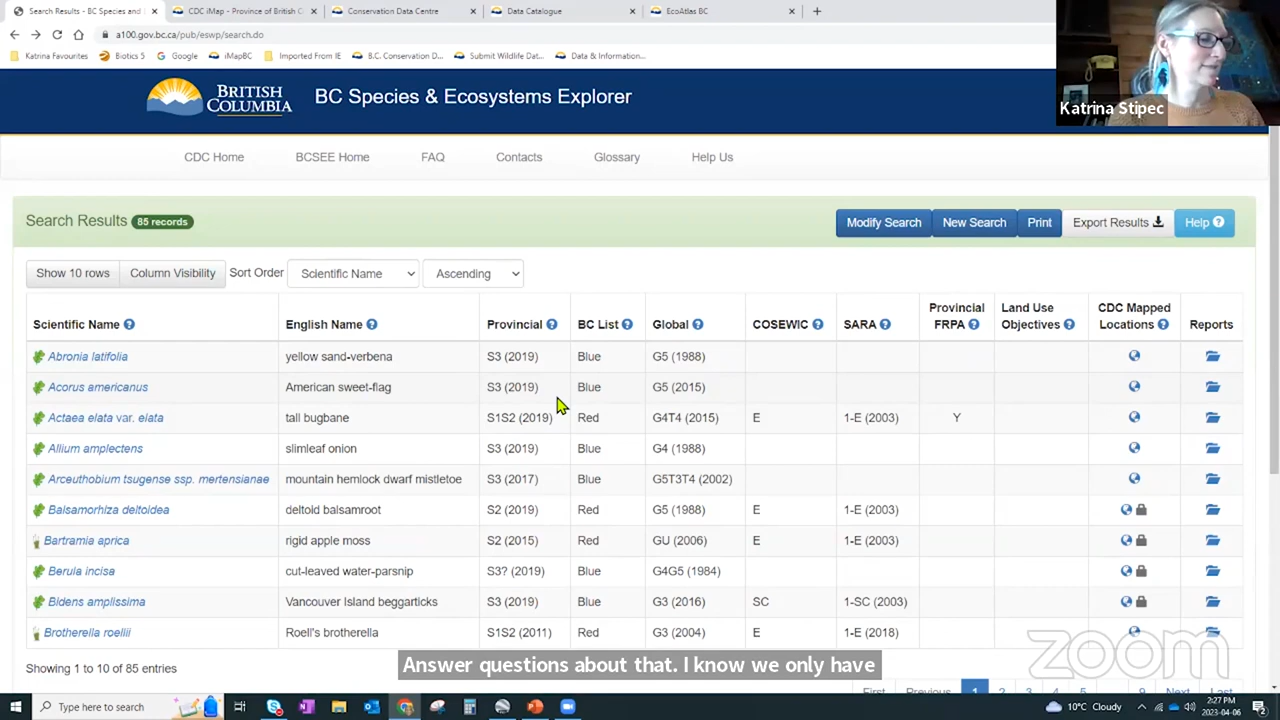 Search Results - BC Species and
CDC iMap - Province of British C
Conservation Data Centre
Data Catalogue
EcoAtlas BC
a100.gov.bc.ca/pub/eswp/search.do
Katrina Favourites
Biotics 5
Google
iMapBC
Imported From IE
B.C. Conservation D...
Submit Wildlife Dat...
Data & Information...
Katrina Stipec
BRITISH
COLUMBIA
BC Species & Ecosystems Explorer
CDC Home BCSEE Home FAQ Contacts Glossary Help Us
Search Results 85 records
Modify Search New Search Print Export Results Help ?
Show 10 rows Column Visibility Sort Order Scientific Name Ascending
Scientific Name ? English Name ? Provincial ? BC List ? Global ? COSEWIC ? SARA ? Provincial FRPA ? Land Use Objectives ? CDC Mapped Locations ? Reports
Abronia latifolia yellow sand-verbena S3 (2019) Blue G5 (1988)
Acorus americanus American sweet-flag S3 (2019) Blue G5 (2015)
Actaea elata var. elata tall bugbane S1S2 (2019) Red G4T4 (2015) E 1-E (2003) Y
Allium amplectens slimleaf onion S3 (2019) Blue G4 (1988)
Arceuthobium tsugense ssp. mertensianae mountain hemlock dwarf mistletoe S3 (2017) Blue G5T3T4 (2002)
Balsamorhiza deltoidea deltoid balsamroot S2 (2019) Red G5 (1988) E 1-E (2003)
Bartramia aprica rigid apple moss S2 (2015) Red GU (2006) E 1-E (2003)
Berula incisa cut-leaved water-parsnip S3? (2019) Blue G4G5 (1984)
Bidens amplissima Vancouver Island beggarticks S3 (2019) Blue G3 (2016) SC 1-SC (2003)
Brotherella roellii Roell's brotherella S1S2 (2011) Red G3 (2004) E 1-E (2018)
zoom
Answer questions about that. I know we only have
Showing 1 to 10 of 85 entries
First Previous 1 2 3 4 5 9 Next Last
Type here to search
10°C Cloudy
2:27 PM
2023-04-06
2